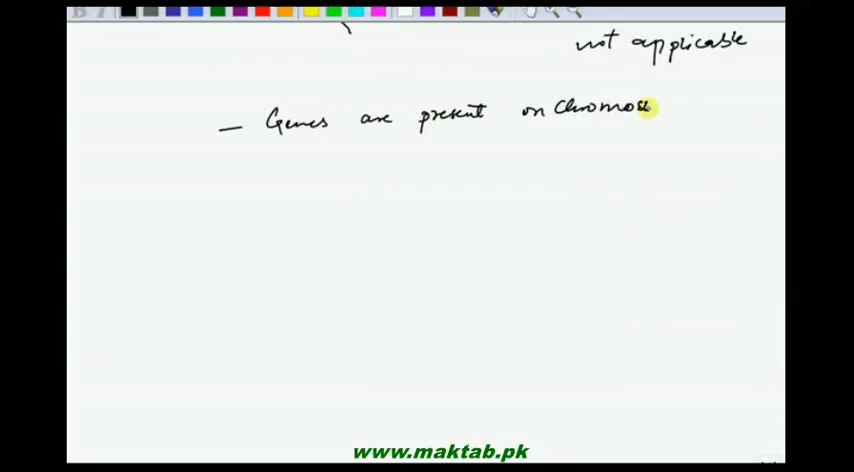 not applicable
— Genes are present on Chromos
www.maktab.pk